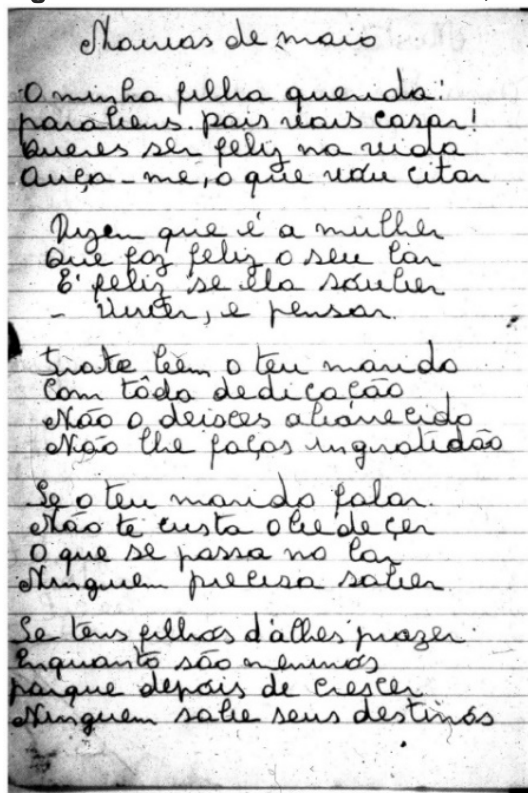 Noivas de maio
O minha filha querida!
parabens. pois vais casar!
Queres ser feliz na vida
Ouça-me, o que vou citar
Dizen que é a mulher
Que faz feliz o seu lar
E' feliz se ela souber
- Viver, e pensar.
Trate bem o teu marido
Com tôda dedicação
Não o deixes aborrecido
Não lhe faças ingratidão
Se o teu marido falar.
Não te custa obedeçer
O que se passa no lar
Ninguem precisa saber
Se tens filhos d'alhes prazer
Enquanto são meninos
porque depois de crescer
Ninguem sabe seus destinos